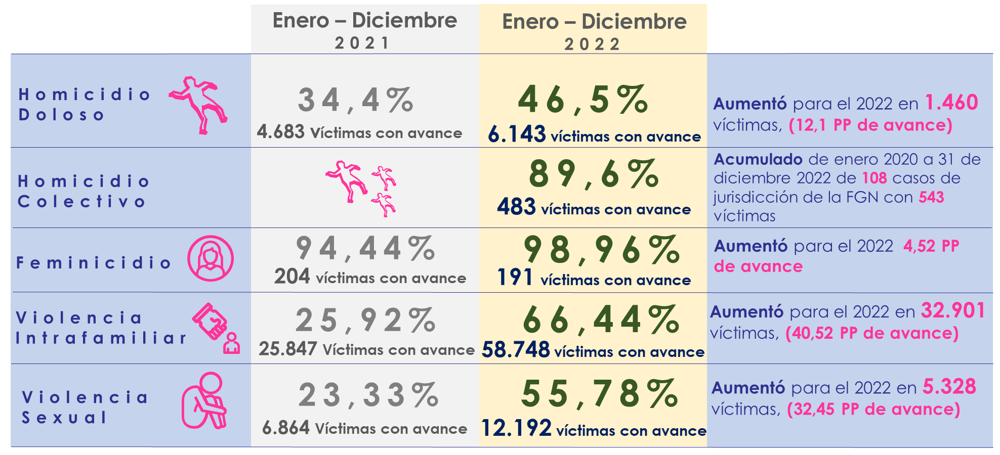 Enero – Diciembre
2021
Enero – Diciembre
2022
Homicidio
Doloso
34,4%
4.683 Víctimas con avance
46,5%
6.143 víctimas con avance
Aumentó para el 2022 en 1.460
víctimas, (12,1 PP de avance)
Homicidio
Colectivo
89,6%
483 víctimas con avance
Acumulado de enero 2020 a 31 de
diciembre 2022 de 108 casos de
jurisdicción de la FGN con 543
víctimas
Feminicidio
94,44%
204 víctimas con avance
98,96%
191 víctimas con avance
Aumentó para el 2022 4,52 PP
de avance
Violencia
Intrafamiliar
25,92%
25.847 Víctimas con avance
66,44%
58.748 víctimas con avance
Aumentó para el 2022 en 32.901
víctimas, (40,52 PP de avance)
Violencia
Sexual
23,33%
6.864 Víctimas con avance
55,78%
12.192 víctimas con avance
Aumentó para el 2022 en 5.328
víctimas, (32,45 PP de avance)